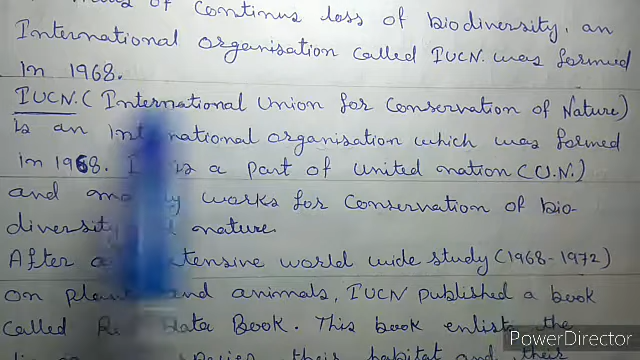 of Continus loss of biodiversity, an
International organisation called IUCN. was formed
in 1968.
IUCN. (International Union for Conservation of Nature)
is an national organisation which was formed
in 1968. is a part of united nation (U.N.)
and works for Conservation of bio-
diversity nature.
After a world wide study (1968-1972)
on and animals, IUCN published a book
called Data Book. This book enlists the
their habitat and their
PowerDirector